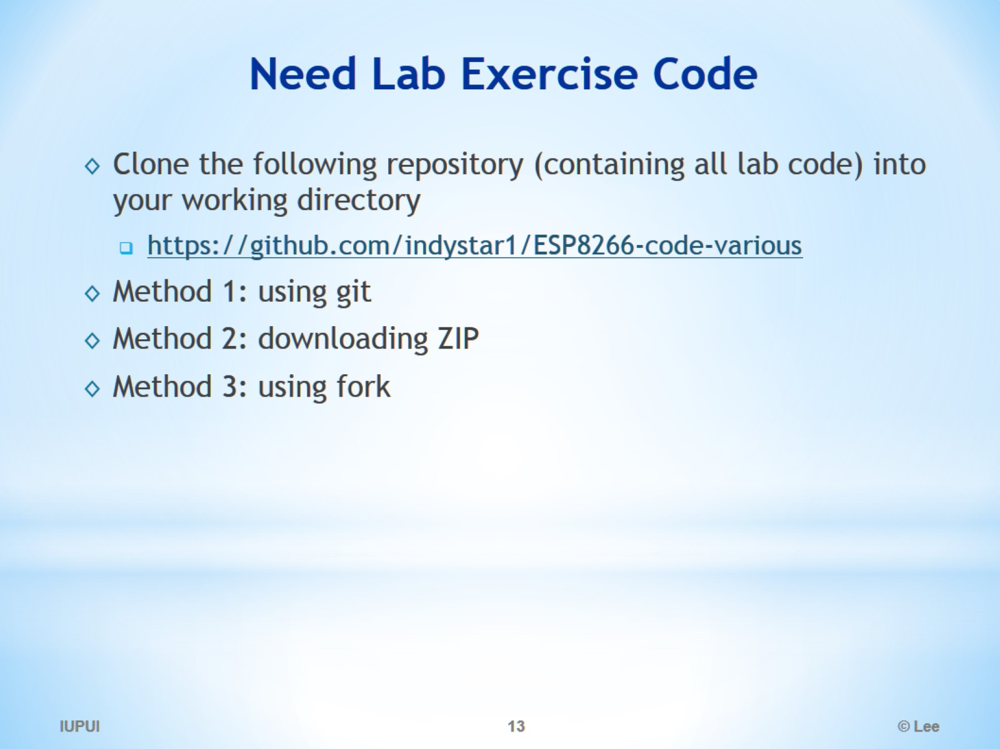 Need Lab Exercise Code
Clone the following repository (containing all lab code) into
your working directory
https://github.com/indystar1/ESP8266-code-various
Method 1: using git
Method 2: downloading ZIP
Method 3: using fork
IUPUI
13
© Lee